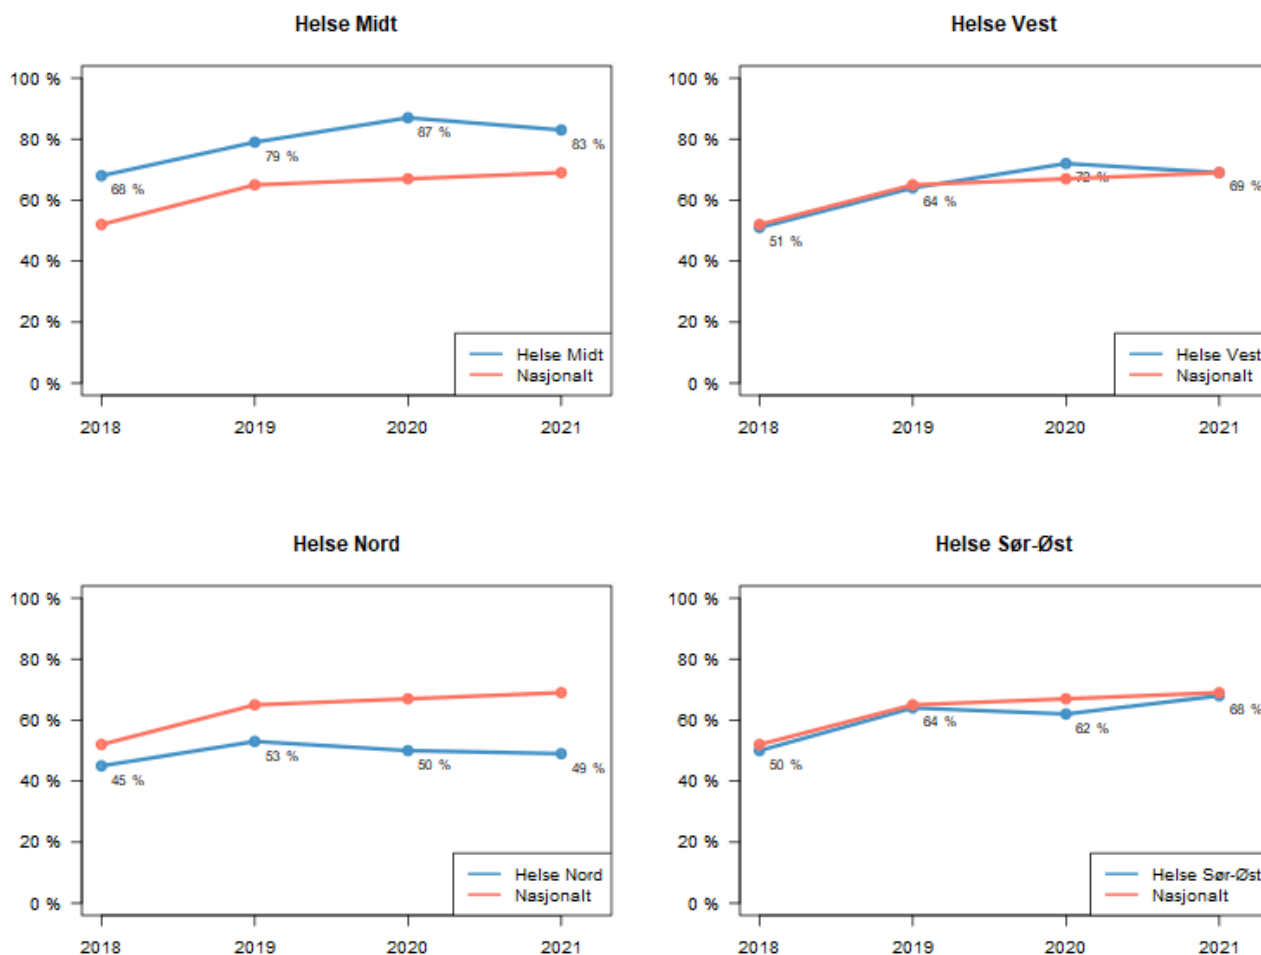 Helse Midt
100 %
80 %
60 %
40 %
20 %
0 %
68 %
79 %
87 %
83 %
Helse Midt
Nasjonalt
2018 2019 2020 2021
Helse Vest
100 %
80 %
60 %
40 %
20 %
0 %
51 %
64 %
72 %
69 %
Helse Vest
Nasjonalt
2018 2019 2020 2021
Helse Nord
100 %
80 %
60 %
40 %
20 %
0 %
45 %
53 %
50 %
49 %
Helse Nord
Nasjonalt
2018 2019 2020 2021
Helse Sør-Øst
100 %
80 %
60 %
40 %
20 %
0 %
50 %
64 %
62 %
68 %
Helse Sør-Øst
Nasjonalt
2018 2019 2020 2021